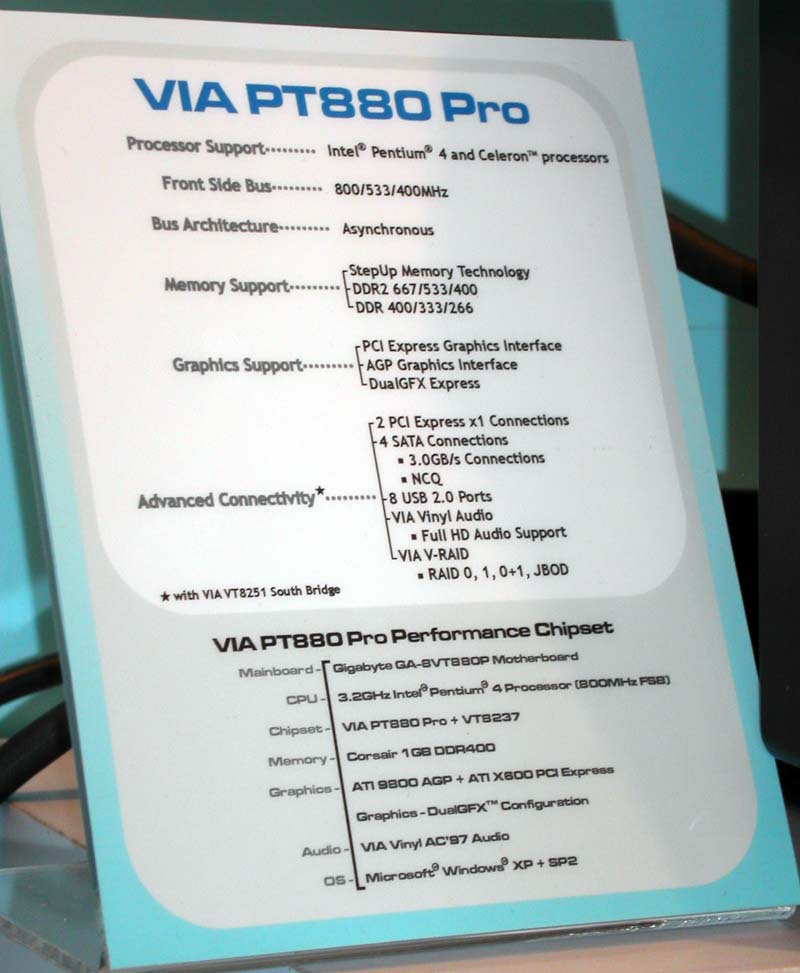 VIA PT880 Pro
Processor Support········· Intel® Pentium® 4 and Celeron™ processors
Front Side Bus········· 800/533/400MHz
Bus Architecture········· Asynchronous
StepUp Memory Technology
Memory Support········· DDR2 667/533/400
DDR 400/333/266
PCI Express Graphics Interface
Graphics Support········· AGP Graphics Interface
DualGFX Express
2 PCI Express x1 Connections
4 SATA Connections
▪ 3.0GB/s Connections
▪ NCQ
Advanced Connectivity★········· 8 USB 2.0 Ports
VIA Vinyl Audio
▪ Full HD Audio Support
VIA V-RAID
▪ RAID 0, 1, 0+1, JBOD
★ with VIA VT8251 South Bridge
VIA PT880 Pro Performance Chipset
Mainboard - Gigabyte GA-8VT880P Motherboard
CPU - 3.2GHz Intel® Pentium® 4 Processor (800MHz FSB)
Chipset - VIA PT880 Pro + VT8237
Memory - Corsair 1GB DDR400
Graphics - ATI 9800 AGP + ATI X600 PCI Express
Graphics - DualGFX™ Configuration
Audio - VIA Vinyl AC'97 Audio
OS - Microsoft® Windows® XP + SP2